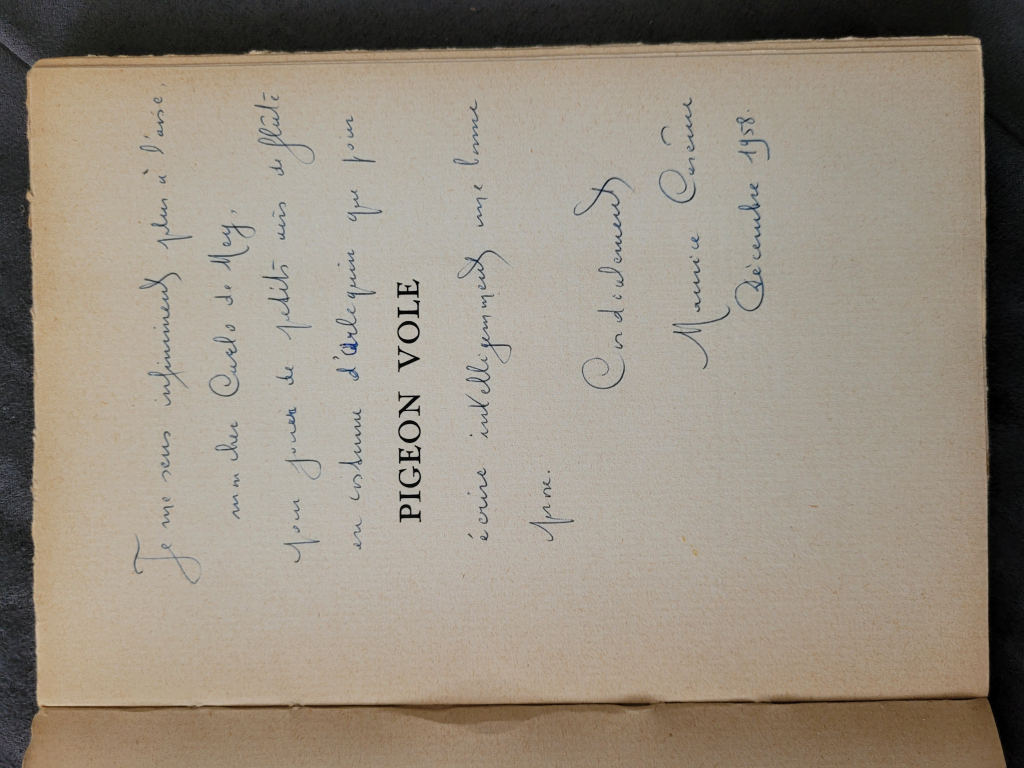 Je me sens infiniment plus à l'aise,
mon cher Carlo de Mey,
pour jouer de petits airs de flûte
en costume d'Arlequin que pour
PIGEON VOLE
écrire intelligemment une bonne
prose.
Cordialement
Maurice Carême
Décembre 1958.